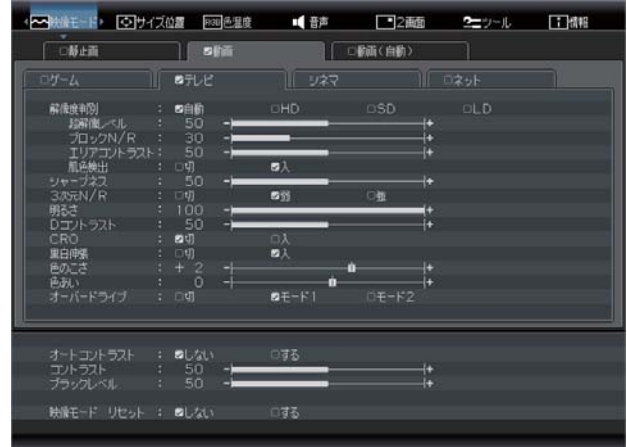 映像モード サイズ位置 RGB色温度 音声 2画面 ツール 情報
静止画 動画 動画(自動)
ゲーム テレビ シネマ ネット
解像度判別 : 自動 HD SD LD
超解像レベル : 50 - +
ブロックN/R : 30 - +
エリアコントラスト : 50 - +
肌色検出 : 切 入
シャープネス : 50 - +
3次元N/R : 切 弱 強
明るさ : 100 - +
Dコントラスト : 50 - +
CRO : 切 入
黒白伸張 : 切 入
色のこさ : + 2 - +
色あい : 0 - +
オーバードライブ : 切 モード1 モード2
オートコントラスト : しない する
コントラスト : 50 - +
ブラックレベル : 50 - +
映像モード リセット : しない する